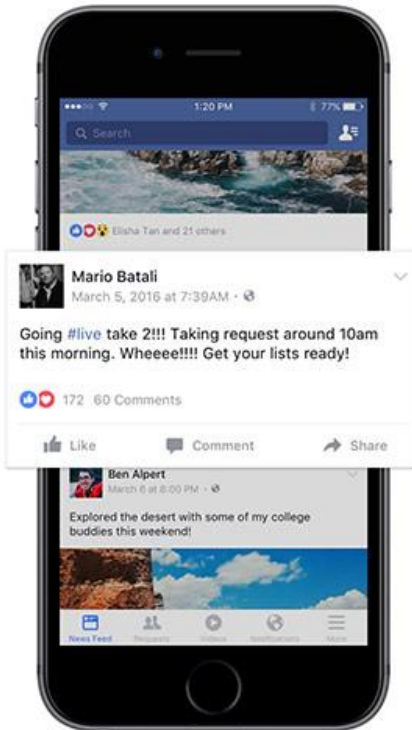 1:20 PM 77%
Search
Elisha Tan and 21 others
Mario Batali
March 5, 2016 at 7:39AM
Going #live take 2!!! Taking request around 10am
this morning. Wheeee!!!! Get your lists ready!
172 60 Comments
Like Comment Share
Ben Alpert
March 6 at 8:00 PM
Explored the desert with some of my college
buddies this weekend!
News Feed Requests Videos Notifications More